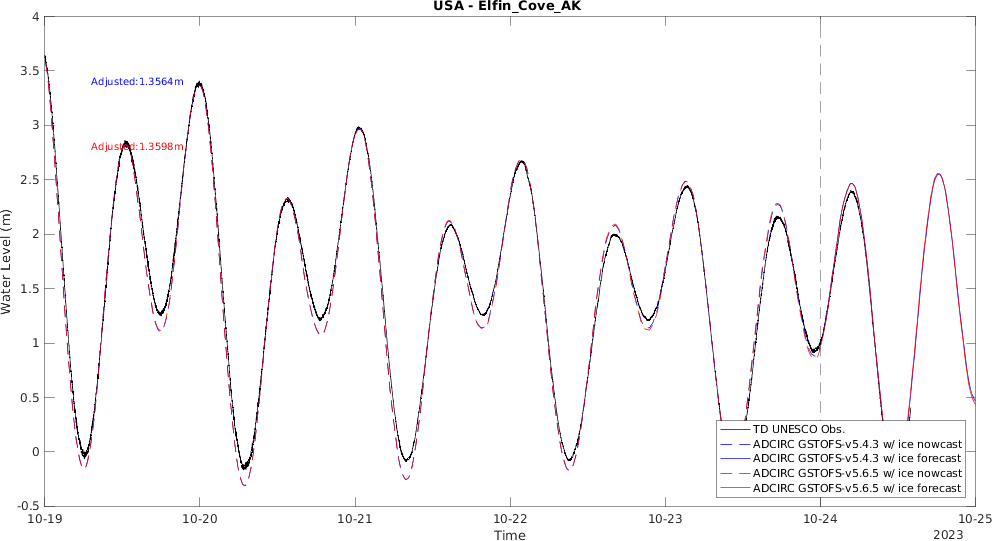 USA - Elfin_Cove_AK
4
3.5
3
2.5
2
1.5
1
0.5
0
-0.5
Water Level (m)
Adjusted:1.3564m
Adjusted:1.3598m
TD UNESCO Obs.
ADCIRC GSTOFS-v5.4.3 w/ ice nowcast
ADCIRC GSTOFS-v5.4.3 w/ ice forecast
ADCIRC GSTOFS-v5.6.5 w/ ice nowcast
ADCIRC GSTOFS-v5.6.5 w/ ice forecast
10-19 10-20 10-21 10-22 10-23 10-24 10-25
Time
2023